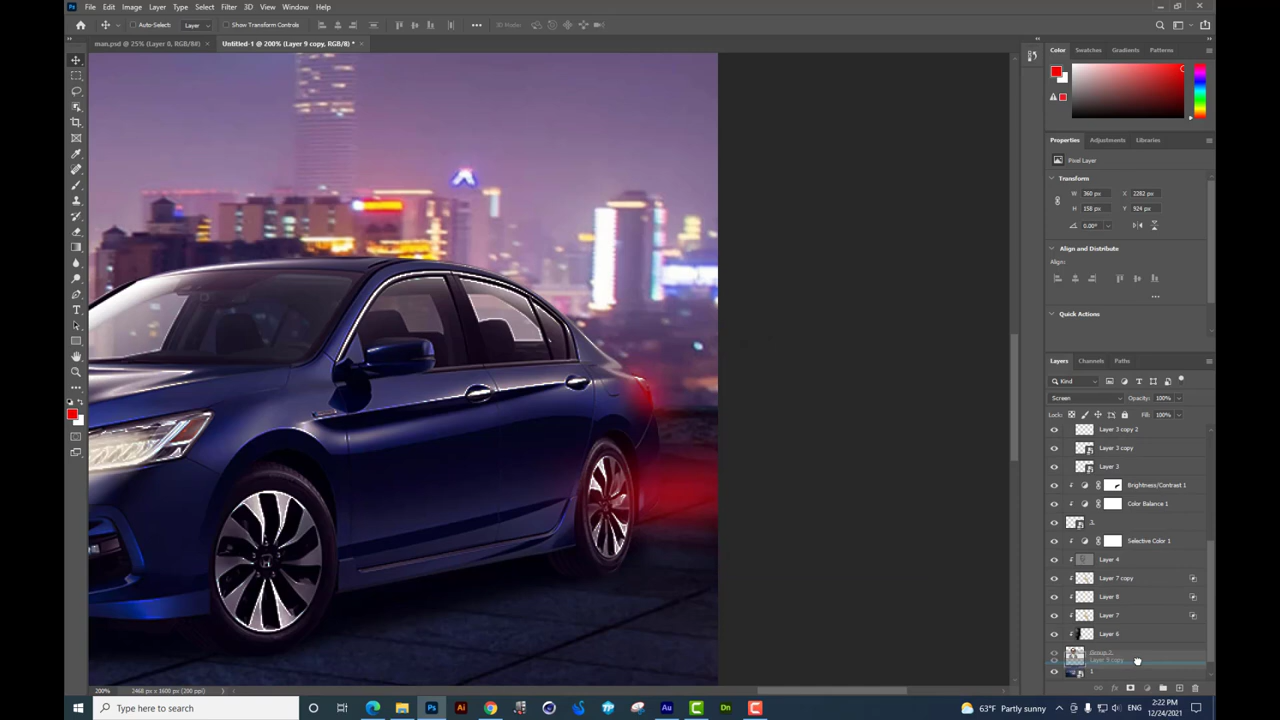 File Edit Image Layer Type Select Filter 3D View Window Help
Auto-Select: Layer Show Transform Controls 3D Mode:
man.psd @ 25% (Layer 0, RGB/8#) × Untitled-1 @ 200% (Layer 9 copy, RGB/8) * ×
Color Swatches Gradients Patterns
Properties Adjustments Libraries
Pixel Layer
Transform
W 360 px X 2282 px
H 158 px Y 924 px
0.00°
Align and Distribute
Align:
Quick Actions
Layers Channels Paths
Kind
Screen Opacity: 100%
Lock: Fill: 100%
Layer 3 copy 2
Layer 3 copy
Layer 3
Brightness/Contrast 1
Color Balance 1
Selective Color 1
Layer 4
Layer 7 copy
Layer 8
Layer 7
Layer 6
Group 2
Layer 9 copy
1
200% 2468 px x 1600 px (200 ppi)
Type here to search
63°F Partly sunny
ENG
2:22 PM
12/24/2021